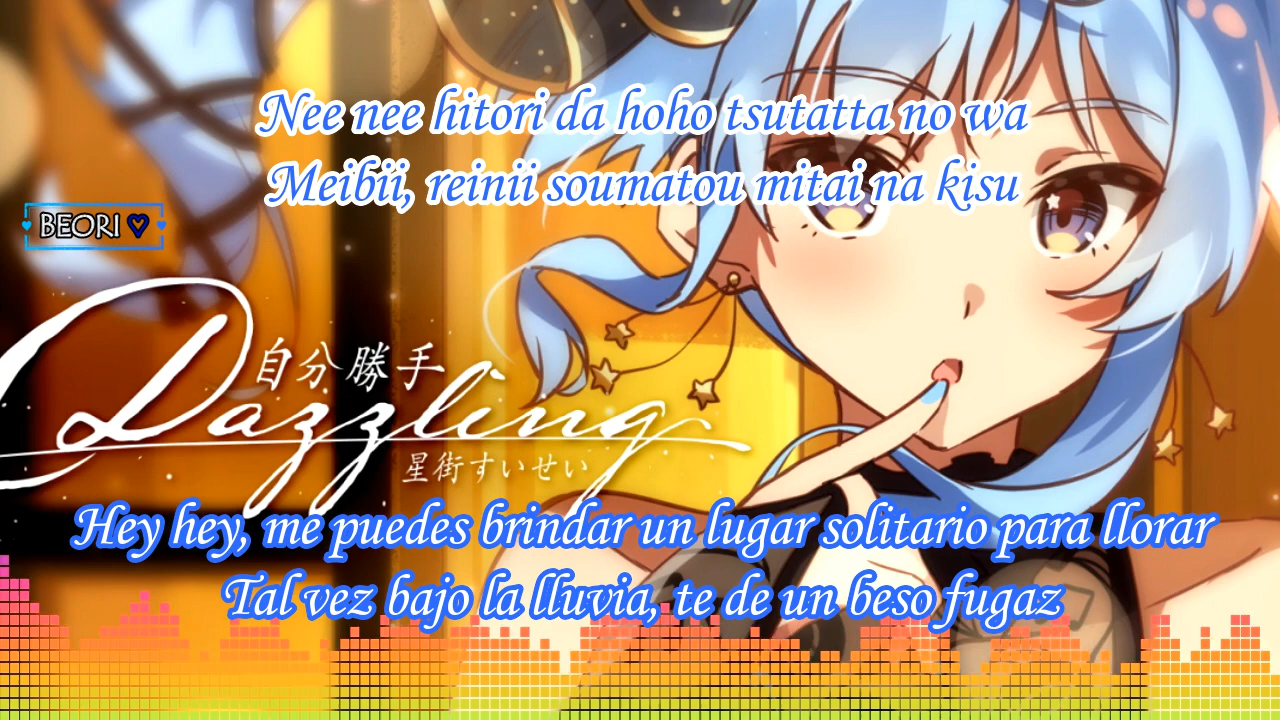 Nee nee hitori da hoho tsutatta no wa
Meibii, reinii soumatou mitai na kisu
BEORI
自分勝手
Dazzling
星街すいせい
Hey hey, me puedes brindar un lugar solitario para llorar
Tal vez bajo la lluvia, te de un beso fugaz